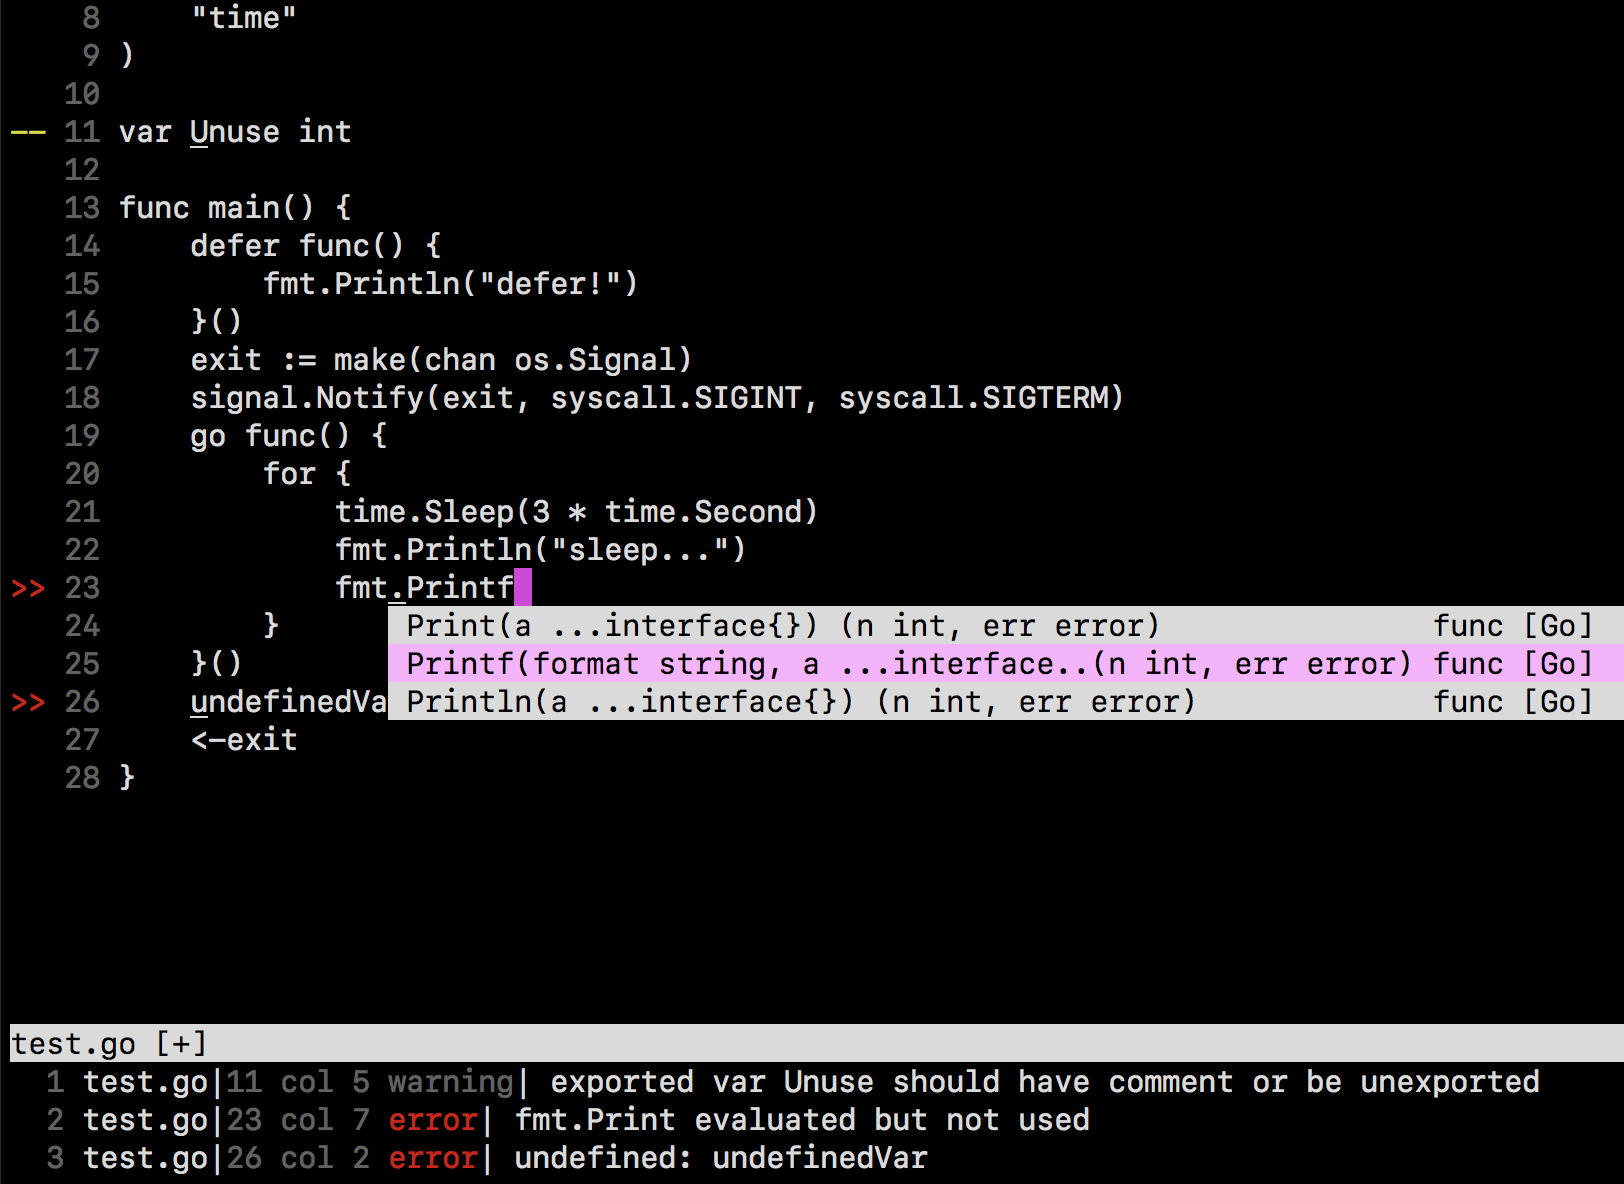 8     "time"
9 )
10
-- 11 var Unuse int
12
13 func main() {
14     defer func() {
15         fmt.Println("defer!")
16     }()
17     exit := make(chan os.Signal)
18     signal.Notify(exit, syscall.SIGINT, syscall.SIGTERM)
19     go func() {
20         for {
21             time.Sleep(3 * time.Second)
22             fmt.Println("sleep...")
>> 23             fmt.Printf
24         } Print(a ...interface{}) (n int, err error) func [Go]
25     }() Printf(format string, a ...interface..(n int, err error) func [Go]
>> 26     undefinedVa Println(a ...interface{}) (n int, err error) func [Go]
27     <-exit
28 }
test.go [+]
1 test.go|11 col 5 warning| exported var Unuse should have comment or be unexported
2 test.go|23 col 7 error| fmt.Print evaluated but not used
3 test.go|26 col 2 error| undefined: undefinedVar